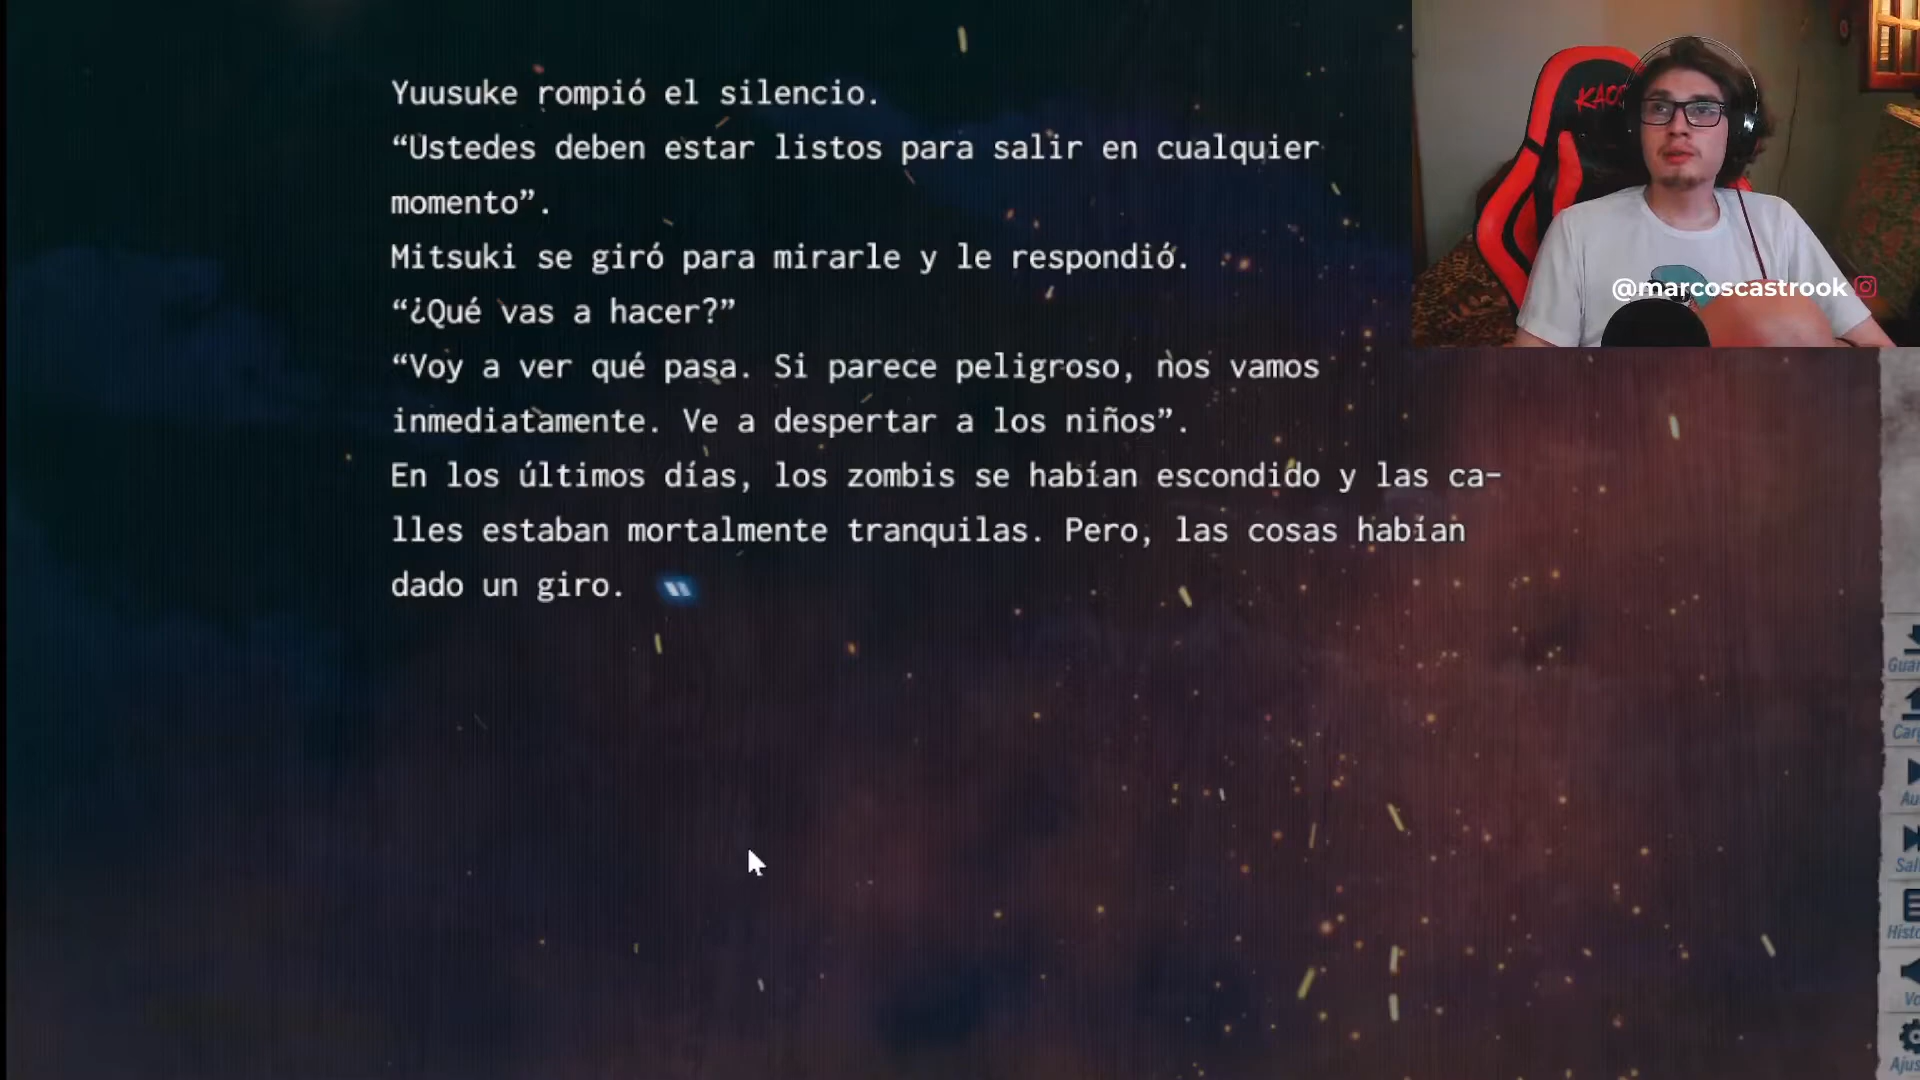 Yuusuke rompió el silencio.
“Ustedes deben estar listos para salir en cualquier
momento”.
Mitsuki se giró para mirarle y le respondió.
“¿Qué vas a hacer?”
“Voy a ver qué pasa. Si parece peligroso, nos vamos
inmediatamente. Ve a despertar a los niños”.
En los últimos días, los zombis se habían escondido y las ca-
lles estaban mortalmente tranquilas. Pero, las cosas habían
dado un giro.
@marcoscastrook